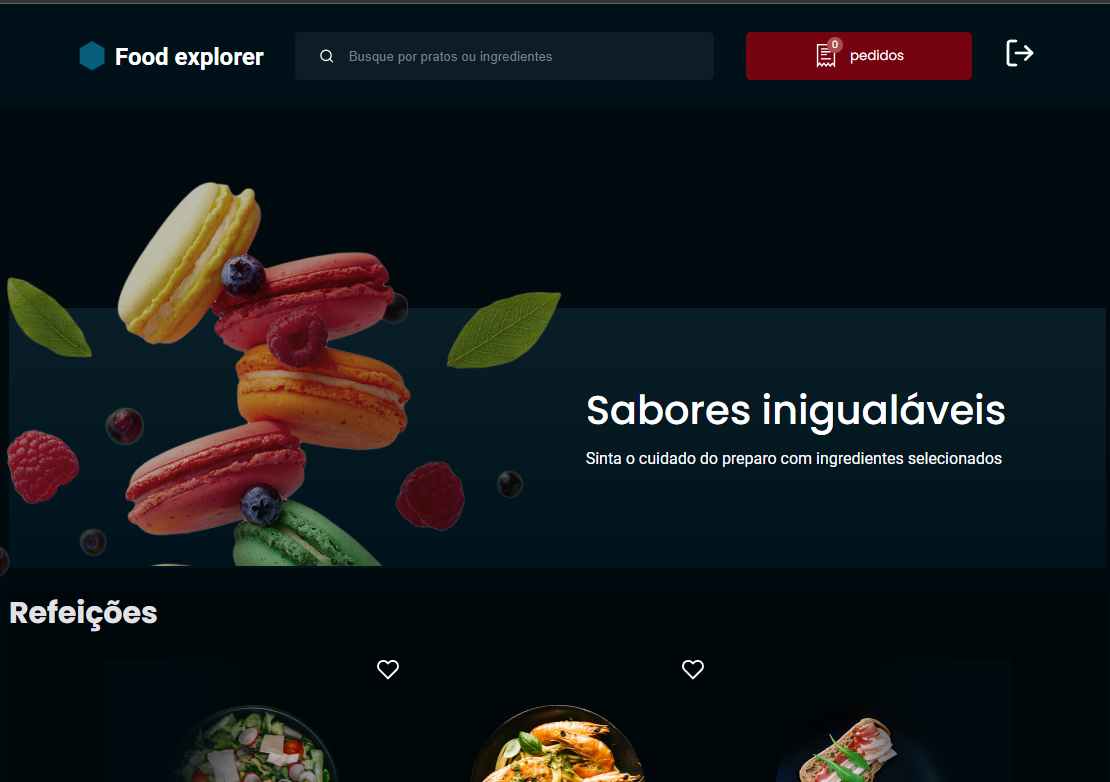 Food explorer
Busque por pratos ou ingredientes
0
pedidos
Sabores inigualáveis
Sinta o cuidado do preparo com ingredientes selecionados
Refeições